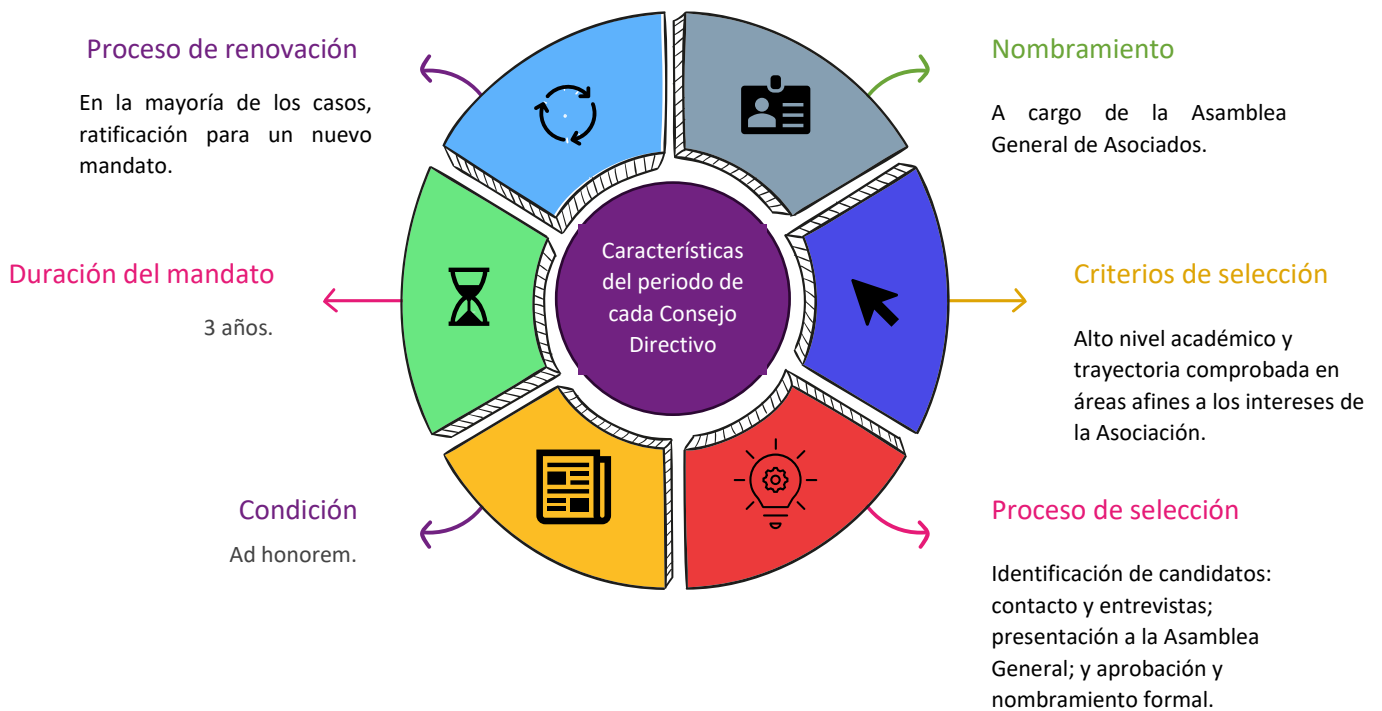 Proceso de renovación
En la mayoría de los casos,
ratificación para un nuevo
mandato.
Nombramiento
A cargo de la Asamblea
General de Asociados.
Características
del periodo de
cada Consejo
Directivo
Duración del mandato
3 años.
Criterios de selección
Alto nivel académico y
trayectoria comprobada en
áreas afines a los intereses de
la Asociación.
Condición
Ad honorem.
Proceso de selección
Identificación de candidatos:
contacto y entrevistas;
presentación a la Asamblea
General; y aprobación y
nombramiento formal.